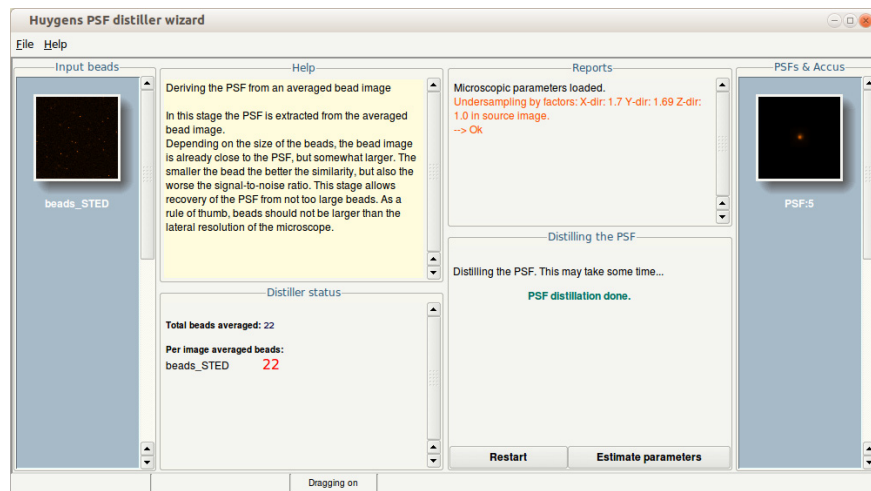 Huygens PSF distiller wizard
File Help
Input beads
beads_STED
Help
Deriving the PSF from an averaged bead image
In this stage the PSF is extracted from the averaged
bead image.
Depending on the size of the beads, the bead image
is already close to the PSF, but somewhat larger. The
smaller the bead the better the similarity, but also the
worse the signal-to-noise ratio. This stage allows
recovery of the PSF from not too large beads. As a
rule of thumb, beads should not be larger than the
lateral resolution of the microscope.
Distiller status
Total beads averaged: 22
Per image averaged beads:
beads_STED 22
Reports
Microscopic parameters loaded.
Undersampling by factors: X-dir: 1.7 Y-dir: 1.69 Z-dir:
1.0 in source image.
--> Ok
Distilling the PSF
Distilling the PSF. This may take some time...
PSF distillation done.
Restart Estimate parameters
PSFs & Accus
PSF:5
Dragging on